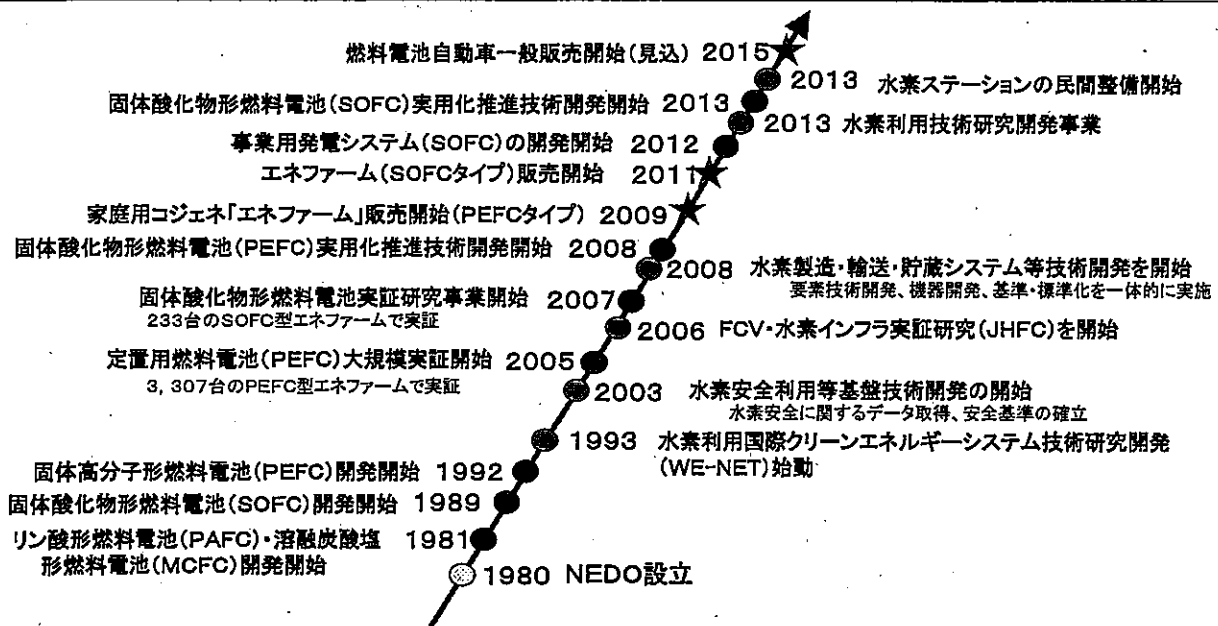 燃料電池自動車一般販売開始(見込) 2015
2013 水素ステーションの民間整備開始
固体酸化物形燃料電池(SOFC)実用化推進技術開発開始 2013
2013 水素利用技術研究開発事業
事業用発電システム(SOFC)の開発開始 2012
エネファーム(SOFCタイプ)販売開始 2011
家庭用コジェネ「エネファーム」販売開始(PEFCタイプ) 2009
固体酸化物形燃料電池(PEFC)実用化推進技術開発開始 2008
2008 水素製造・輸送・貯蔵システム等技術開発を開始
要素技術開発、機器開発、基準・標準化を一体的に実施
固体酸化物形燃料電池実証研究事業開始 2007
233台のSOFC型エネファームで実証
2006 FCV・水素インフラ実証研究(JHFC)を開始
定置用燃料電池(PEFC)大規模実証開始 2005
3,307台のPEFC型エネファームで実証
2003 水素安全利用等基盤技術開発の開始
水素安全に関するデータ取得、安全基準の確立
1993 水素利用国際クリーンエネルギーシステム技術研究開発
(WE-NET)始動
固体高分子形燃料電池(PEFC)開発開始 1992
固体酸化物形燃料電池(SOFC)開発開始 1989
リン酸形燃料電池(PAFC)・溶融炭酸塩 1981
形燃料電池(MCFC)開発開始
1980 NEDO設立